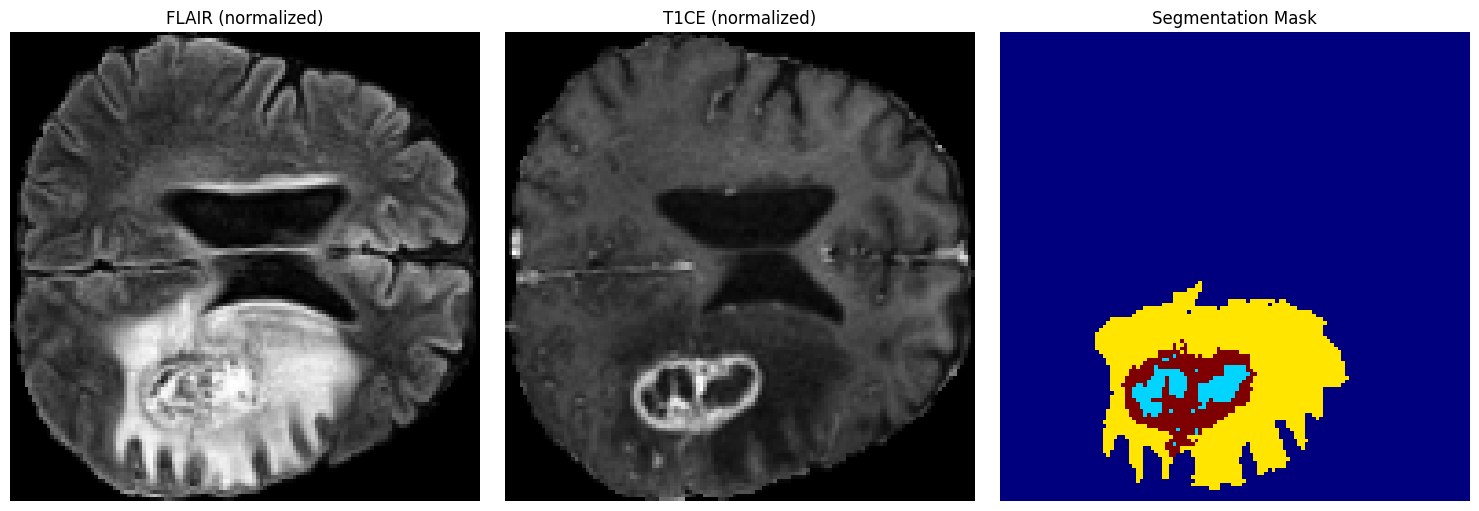 FLAIR (normalized)
T1CE (normalized)
Segmentation Mask